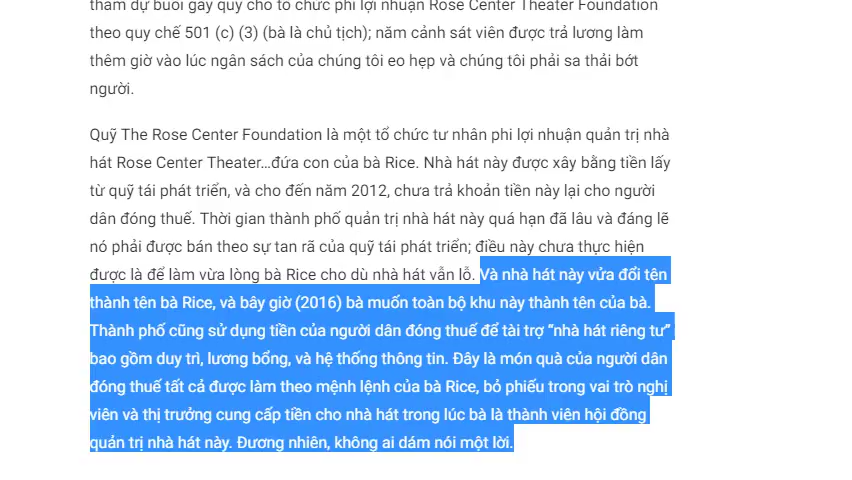 tham dự buổi gây quỹ cho tổ chức phi lợi nhuận Rose Center Theater Foundation
theo quy chế 501 (c) (3) (bà là chủ tịch); năm cảnh sát viên được trả lương làm
thêm giờ vào lúc ngân sách của chúng tôi eo hẹp và chúng tôi phải sa thải bớt
người.
Quỹ The Rose Center Foundation là một tổ chức tư nhân phi lợi nhuận quản trị nhà
hát Rose Center Theater...đứa con của bà Rice. Nhà hát này được xây bằng tiền lấy
từ quỹ tái phát triển, và cho đến năm 2012, chưa trả khoản tiền này lại cho người
dân đóng thuế. Thời gian thành phố quản trị nhà hát này quá hạn đã lâu và đáng lẽ
nó phải được bán theo sự tan rã của quỹ tái phát triển; điều này chưa thực hiện
được là để làm vừa lòng bà Rice cho dù nhà hát vẫn lỗ. Và nhà hát này vửa đổi tện
thành tên bà Rice, và bây giờ (2016) bà muốn toàn bộ khu này thành tên của bà.
Thành phố cũng sử dụng tiền của người dân đóng thuế để tài trợ “nhà hát riêng tư”
bao gồm duy trì, lương bổng, và hệ thống thông tin. Đây là món quà của người dân
đóng thuế tất cả được làm theo mệnh lệnh của bà Rice, bỏ phiếu trong vai trò nghị
viên và thị trưởng cung cấp tiền cho nhà hát trong lúc bà là thành viên hội đồng
quản trị nhà hát này. Đương nhiên, không ai dám nói một lời.